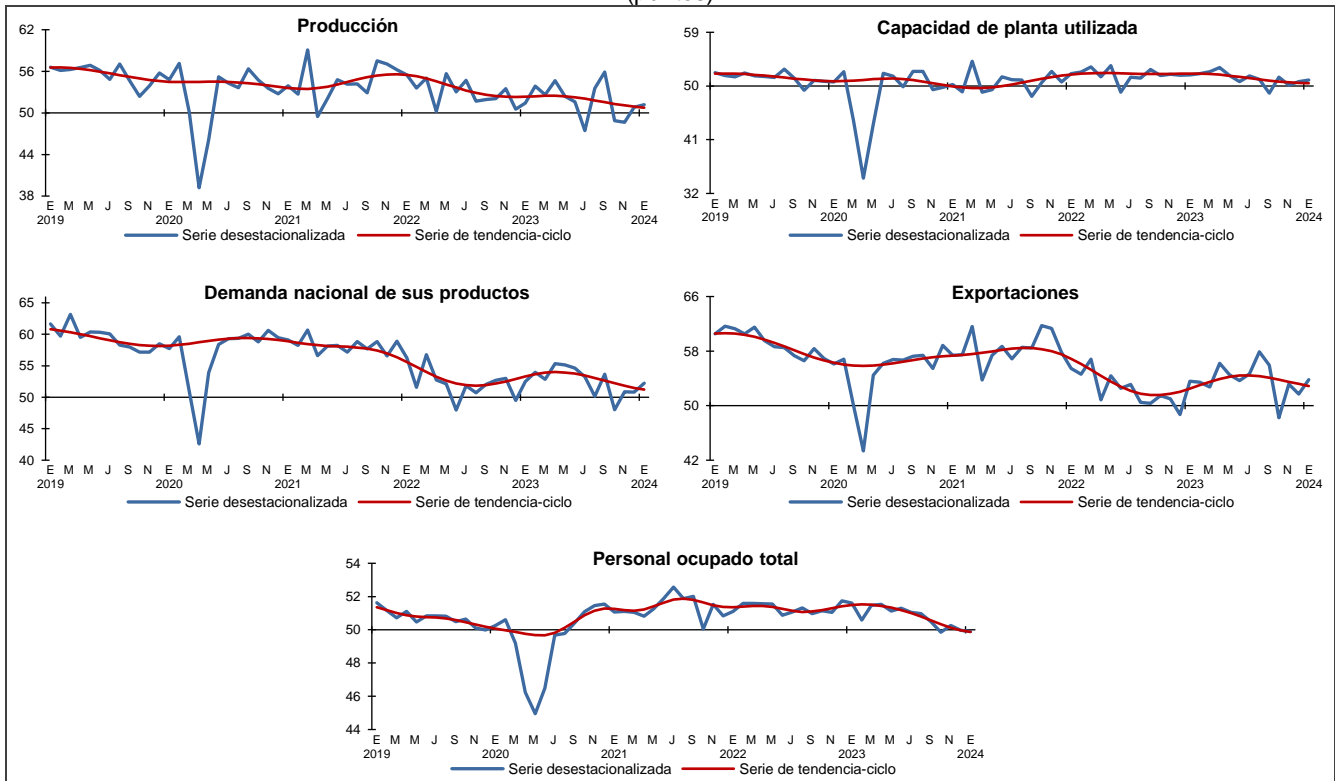 (puntos)
Producción
62
56
50
44
38
E M M J S N E M M J S N E M M J S N E M M J S N E M M J S N E
2019 2020 2021 2022 2023 2024
Serie desestacionalizada Serie de tendencia-ciclo
Capacidad de planta utilizada
59
50
41
32
E M M J S N E M M J S N E M M J S N E M M J S N E M M J S N E
2019 2020 2021 2022 2023 2024
Serie desestacionalizada Serie de tendencia-ciclo
Demanda nacional de sus productos
65
60
55
50
45
40
E M M J S N E M M J S N E M M J S N E M M J S N E M M J S N E
2019 2020 2021 2022 2023 2024
Serie desestacionalizada Serie de tendencia-ciclo
Exportaciones
66
58
50
42
E M M J S N E M M J S N E M M J S N E M M J S N E M M J S N E
2019 2020 2021 2022 2023 2024
Serie desestacionalizada Serie de tendencia-ciclo
Personal ocupado total
54
52
50
48
46
44
E M M J S N E M M J S N E M M J S N E M M J S N E M M J S N E
2019 2020 2021 2022 2023 2024
Serie desestacionalizada Serie de tendencia-ciclo